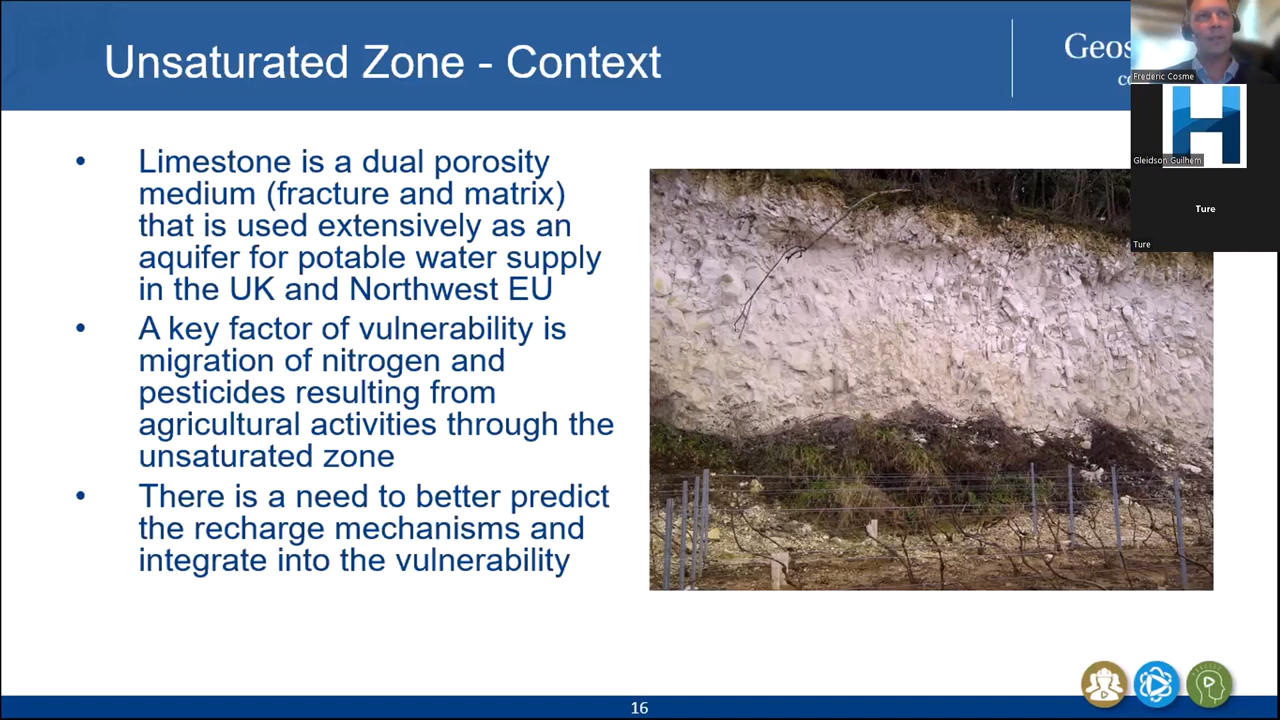 Unsaturated Zone - Context
Geos
Frederic Cosme
Gleidson Guilhem
Ture
Ture
• Limestone is a dual porosity
medium (fracture and matrix)
that is used extensively as an
aquifer for potable water supply
in the UK and Northwest EU
• A key factor of vulnerability is
migration of nitrogen and
pesticides resulting from
agricultural activities through the
unsaturated zone
• There is a need to better predict
the recharge mechanisms and
integrate into the vulnerability
16